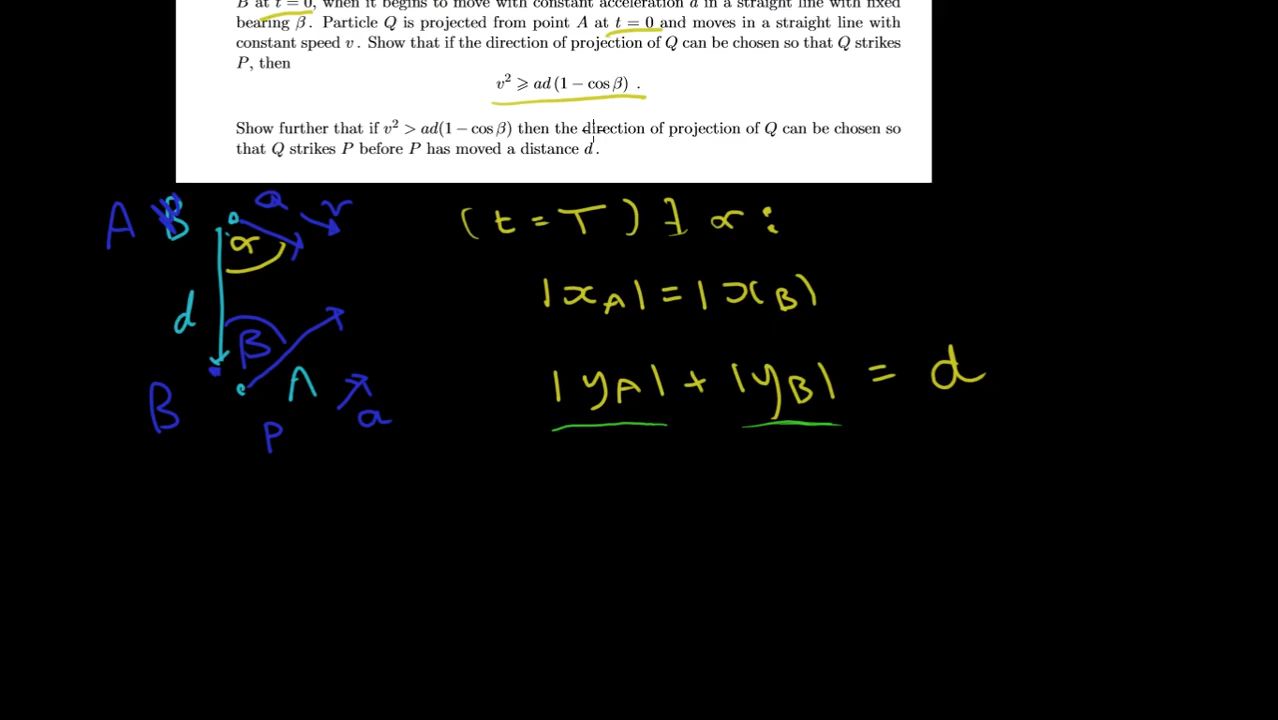 B at t = 0, when it begins to move with constant acceleration a in a straight line with fixed
bearing β. Particle Q is projected from point A at t = 0 and moves in a straight line with
constant speed v. Show that if the direction of projection of Q can be chosen so that Q strikes
P, then
v² ⩾ ad (1 − cos β) .
Show further that if v² > ad(1 − cos β) then the direction of projection of Q can be chosen so
that Q strikes P before P has moved a distance d.
A B Q v
α
(t = T) ∃ α :
|x_A| = |x_B|
d
β
|y_A| + |y_B| = d
B A a
P